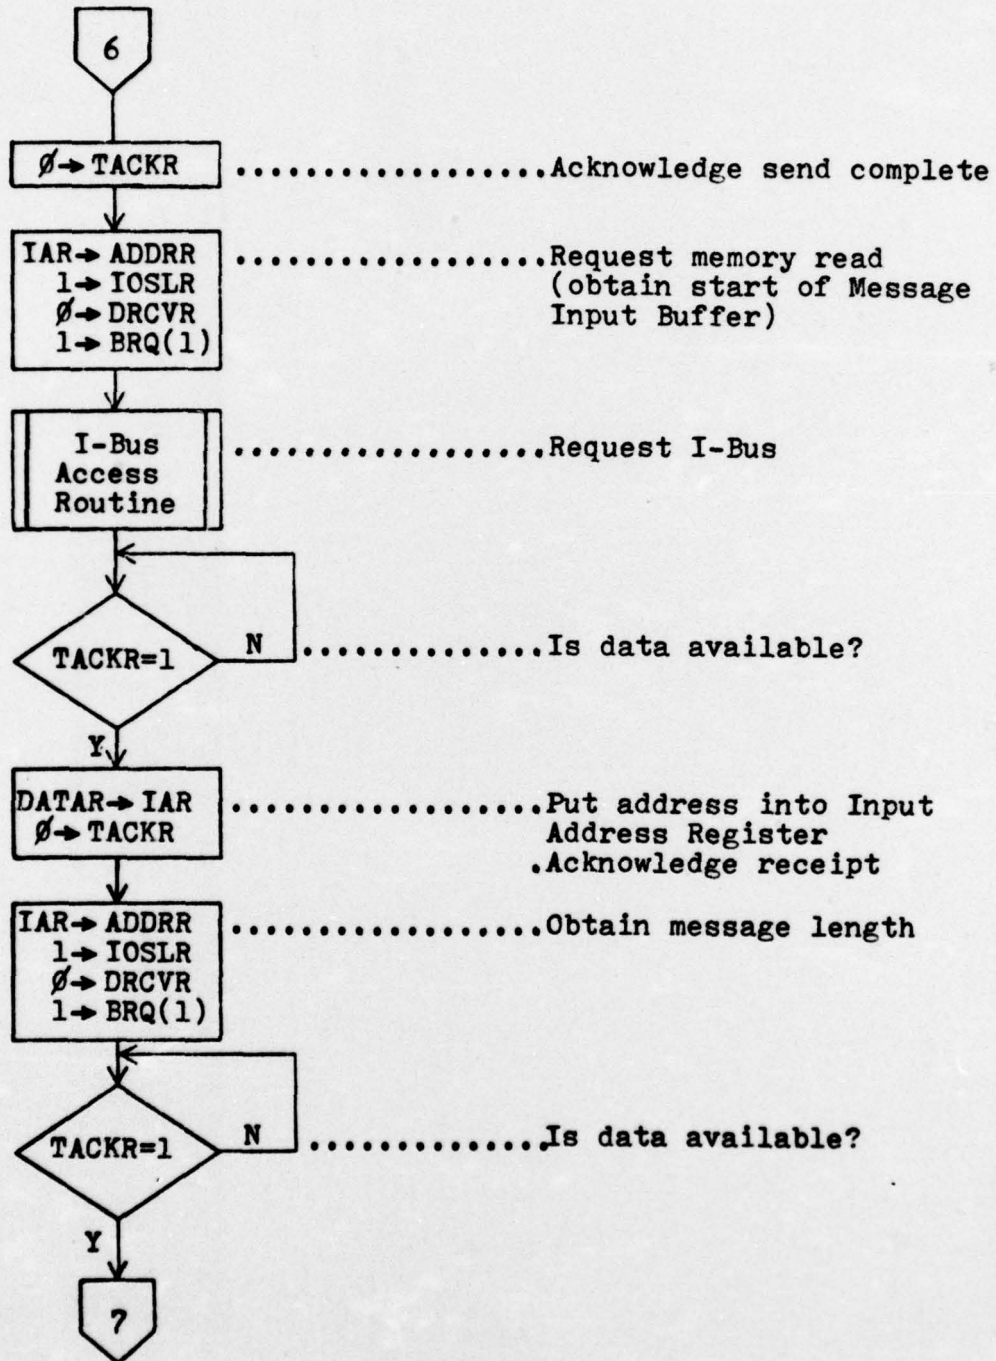 6
Ø→ TACKR ..................Acknowledge send complete
IAR→ ADDRR ..................Request memory read
1→ IOSLR (obtain start of Message
Ø→ DRCVR Input Buffer)
1→ BRQ(1)
I-Bus ..................Request I-Bus
Access
Routine
TACKR=1 N ..............Is data available?
Y
DATAR→ IAR ..................Put address into Input
Ø→ TACKR Address Register
.Acknowledge receipt
IAR→ ADDRR ..................Obtain message length
1→ IOSLR
Ø→ DRCVR
1→ BRQ(1)
TACKR=1 N ..............Is data available?
Y
7